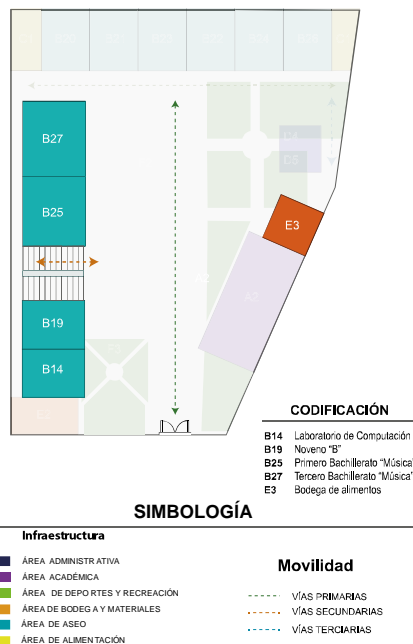 B27
B25
E3
B19
B14
A2
CODIFICACIÓN
B14 Laboratorio de Computación
B19 Noveno "B"
B25 Primero Bachillerato "Música"
B27 Tercero Bachillerato "Música"
E3 Bodega de alimentos
SIMBOLOGÍA
Infraestructura
ÁREA ADMINISTRATIVA
ÁREA ACADÉMICA
ÁREA DE DEPORTES Y RECREACIÓN
ÁREA DE BODEGA Y MATERIALES
ÁREA DE ASEO
ÁREA DE ALIMENTACIÓN
Movilidad
VÍAS PRIMARIAS
VÍAS SECUNDARIAS
VÍAS TERCIARIAS